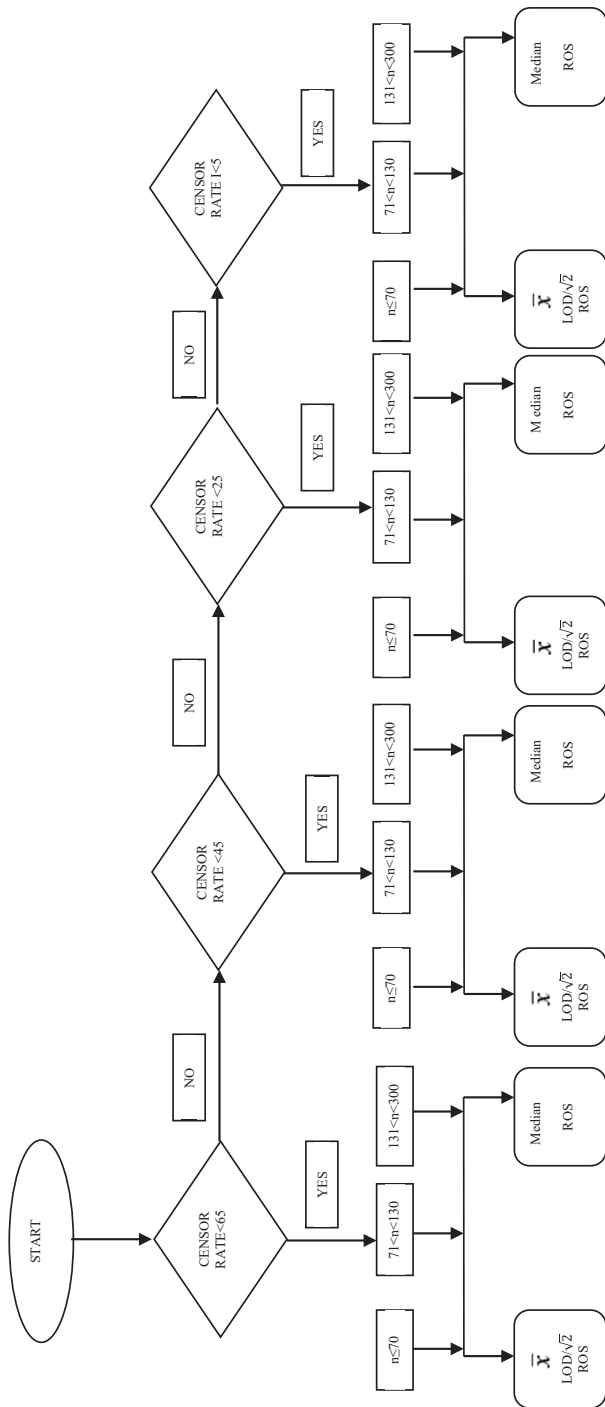 START
CENSOR
RATE<65
NO
CENSOR
RATE <45
NO
CENSOR
RATE <25
NO
CENSOR
RATE I<5
YES
YES
YES
YES
n≤70
71<n<130
131<n<300
n≤70
71<n<130
131<n<300
n≤70
71<n<130
131<n<300
n≤70
71<n<130
131<n<300
x̄
LOD/√2
ROS
Median
ROS
x̄
LOD/√2
ROS
Median
ROS
x̄
LOD/√2
ROS
M edian
ROS
x̄
LOD/√2
ROS
Median
ROS